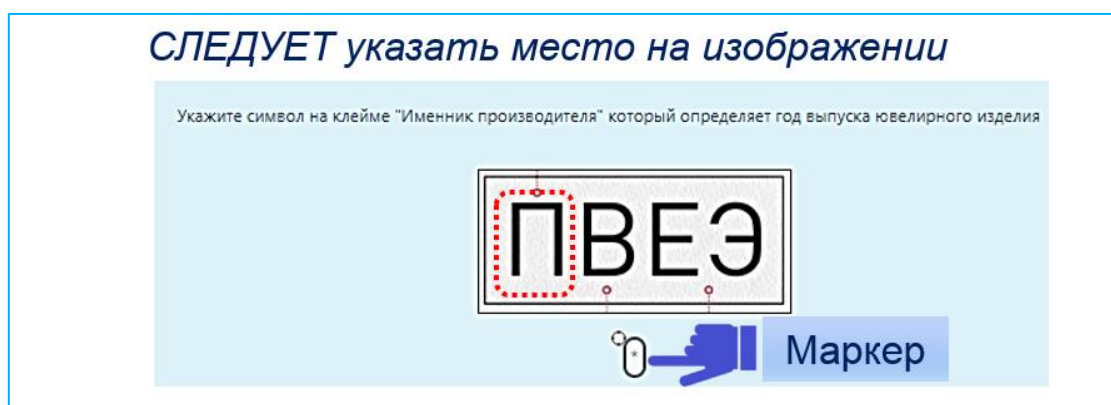 СЛЕДУЕТ указать место на изображении
Укажите символ на клейме "Именник производителя" который определяет год выпуска ювелирного изделия
ПВЕЭ
*
Маркер